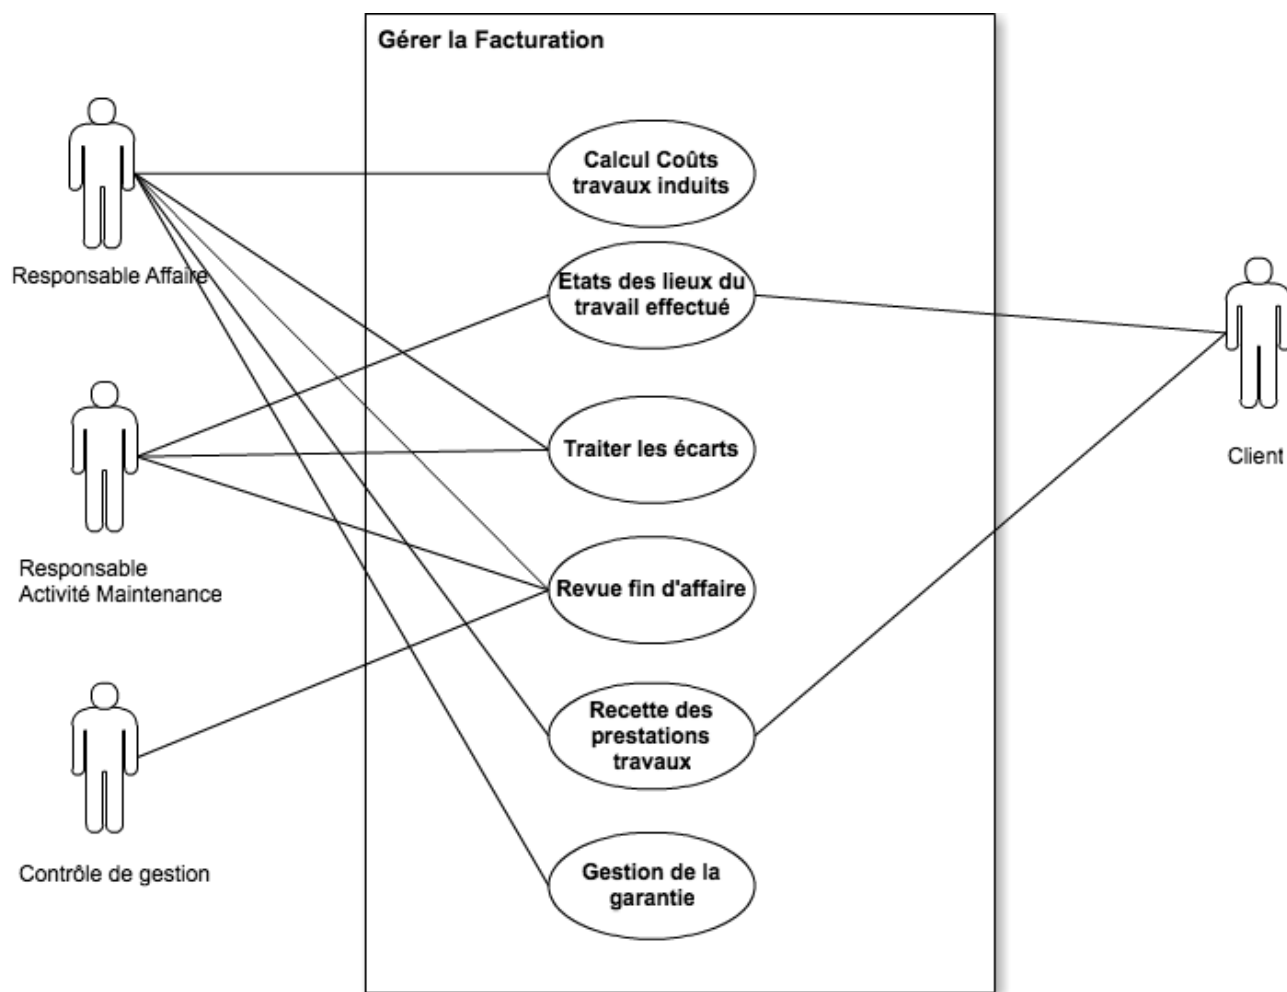 Gérer la Facturation
Calcul Coûts
travaux induits
Responsable Affaire
Etats des lieux du
travail effectué
Traiter les écarts
Client
Responsable
Activité Maintenance
Revue fin d'affaire
Recette des
prestations
travaux
Contrôle de gestion
Gestion de la
garantie